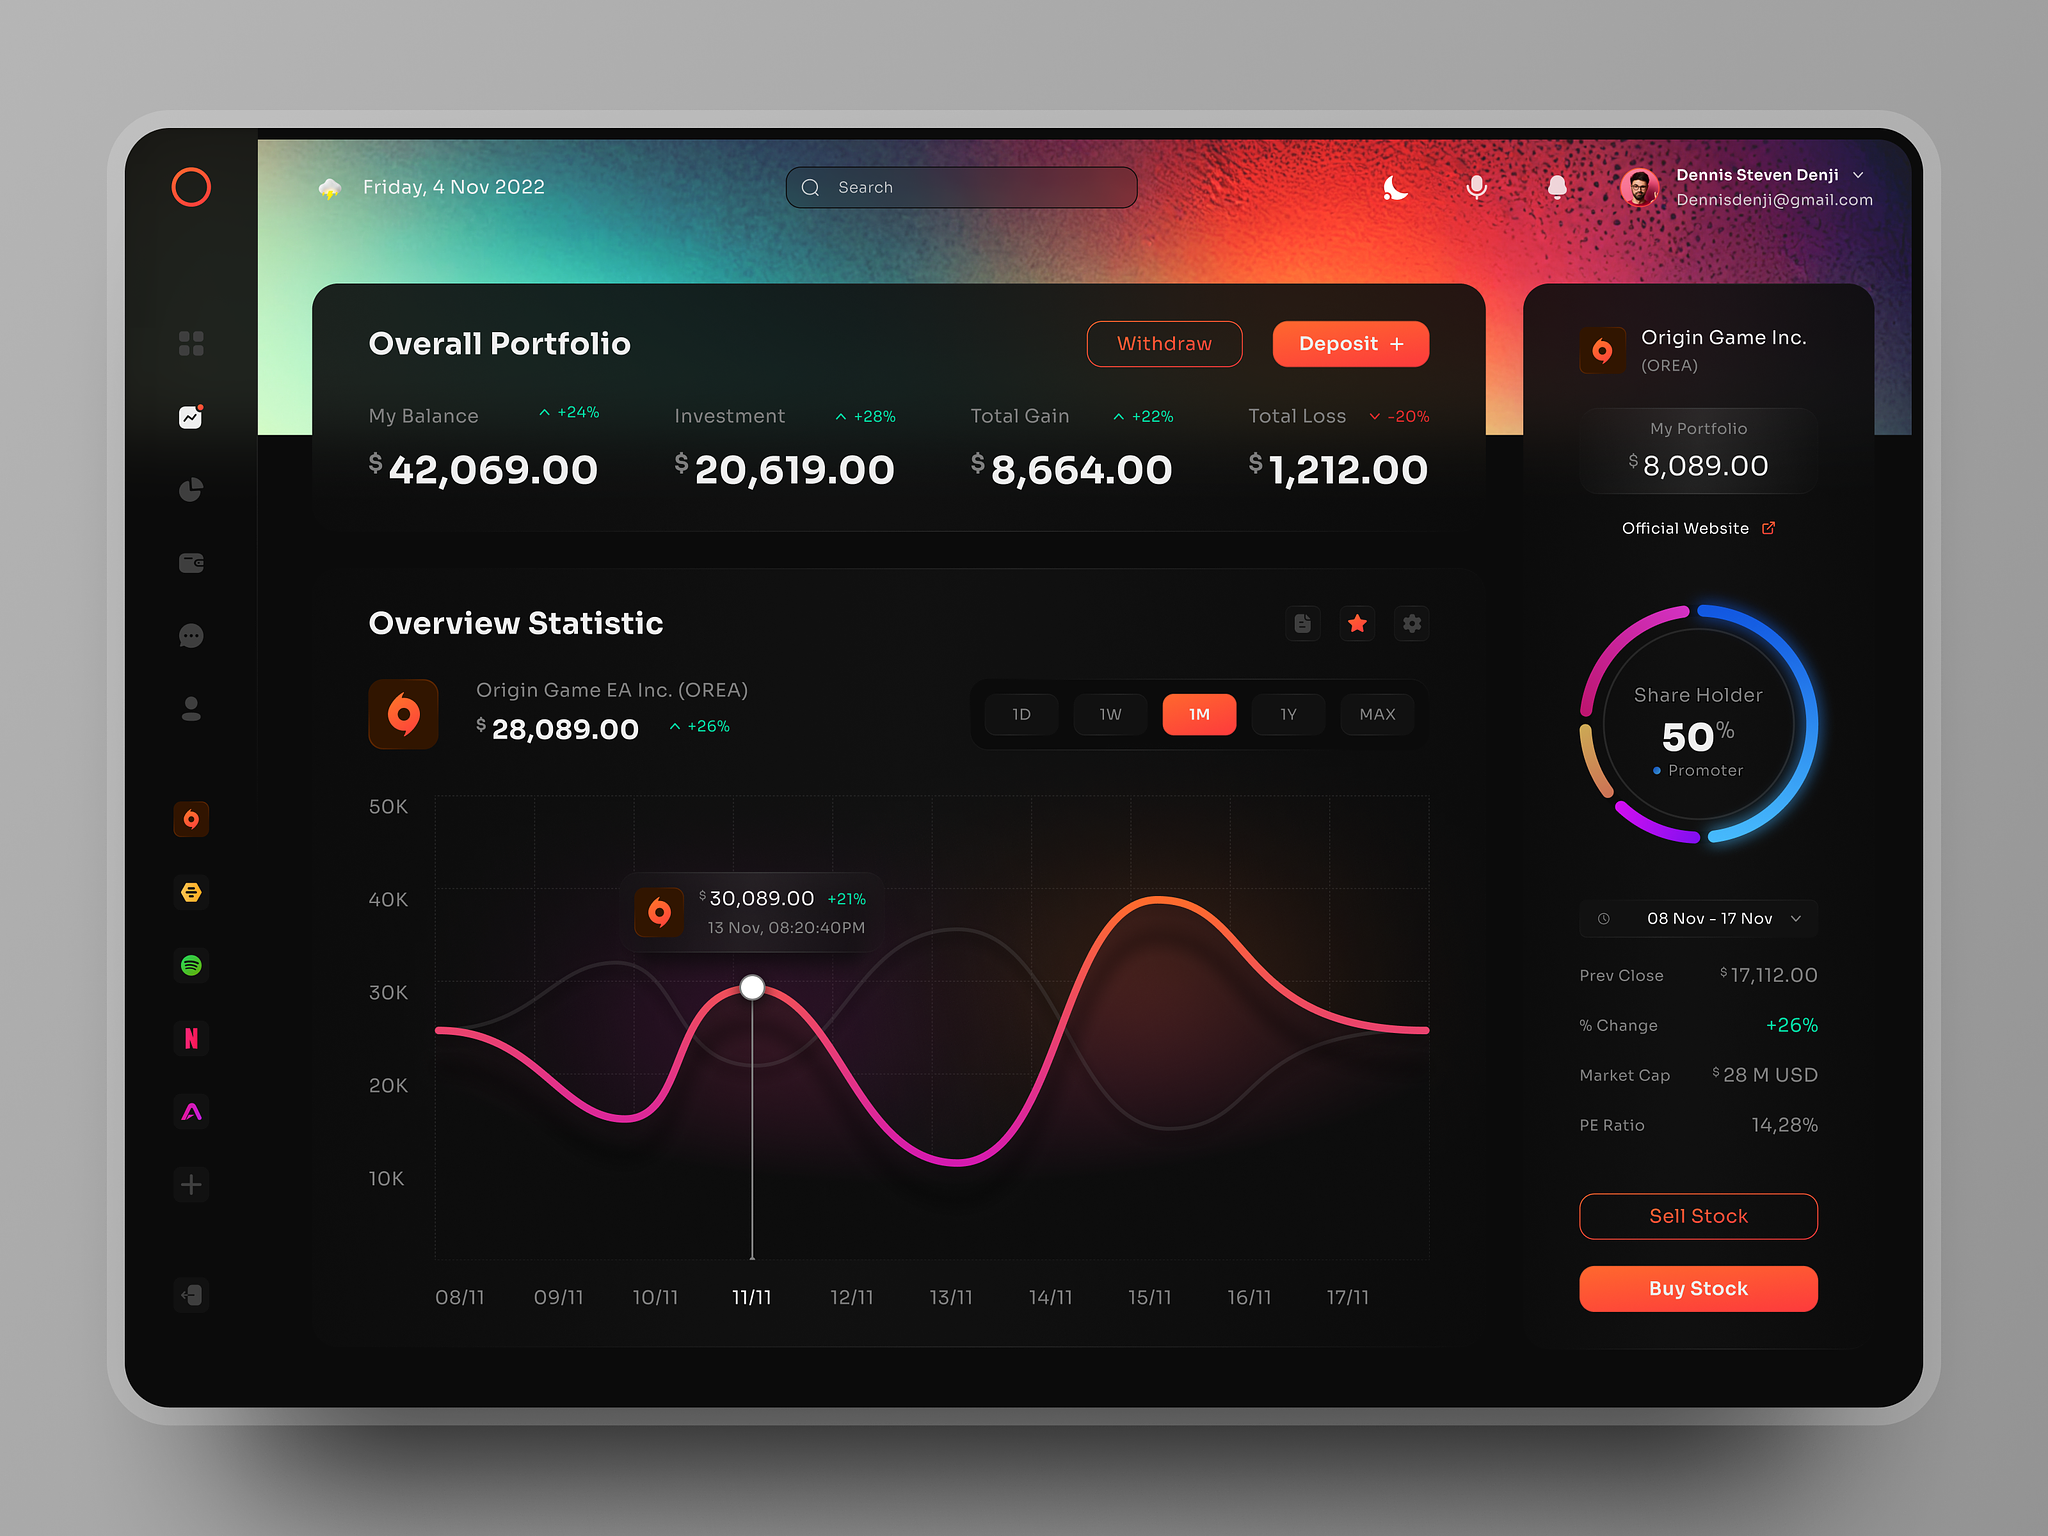 Friday, 4 Nov 2022
Search
Dennis Steven Denji
Dennisdenji@gmail.com
Overall Portfolio
Withdraw
Deposit +
My Balance +24%
$42,069.00
Investment +28%
$20,619.00
Total Gain +22%
$8,664.00
Total Loss -20%
$1,212.00
Overview Statistic
Origin Game EA Inc. (OREA)
$28,089.00 +26%
1D 1W 1M 1Y MAX
50K
40K
30K
20K
10K
$30,089.00 +21%
13 Nov, 08:20:40PM
08/11 09/11 10/11 11/11 12/11 13/11 14/11 15/11 16/11 17/11
Origin Game Inc.
(OREA)
My Portfolio
$8,089.00
Official Website
Share Holder
50%
Promoter
08 Nov - 17 Nov
Prev Close $17,112.00
% Change +26%
Market Cap $28 M USD
PE Ratio 14,28%
Sell Stock
Buy Stock